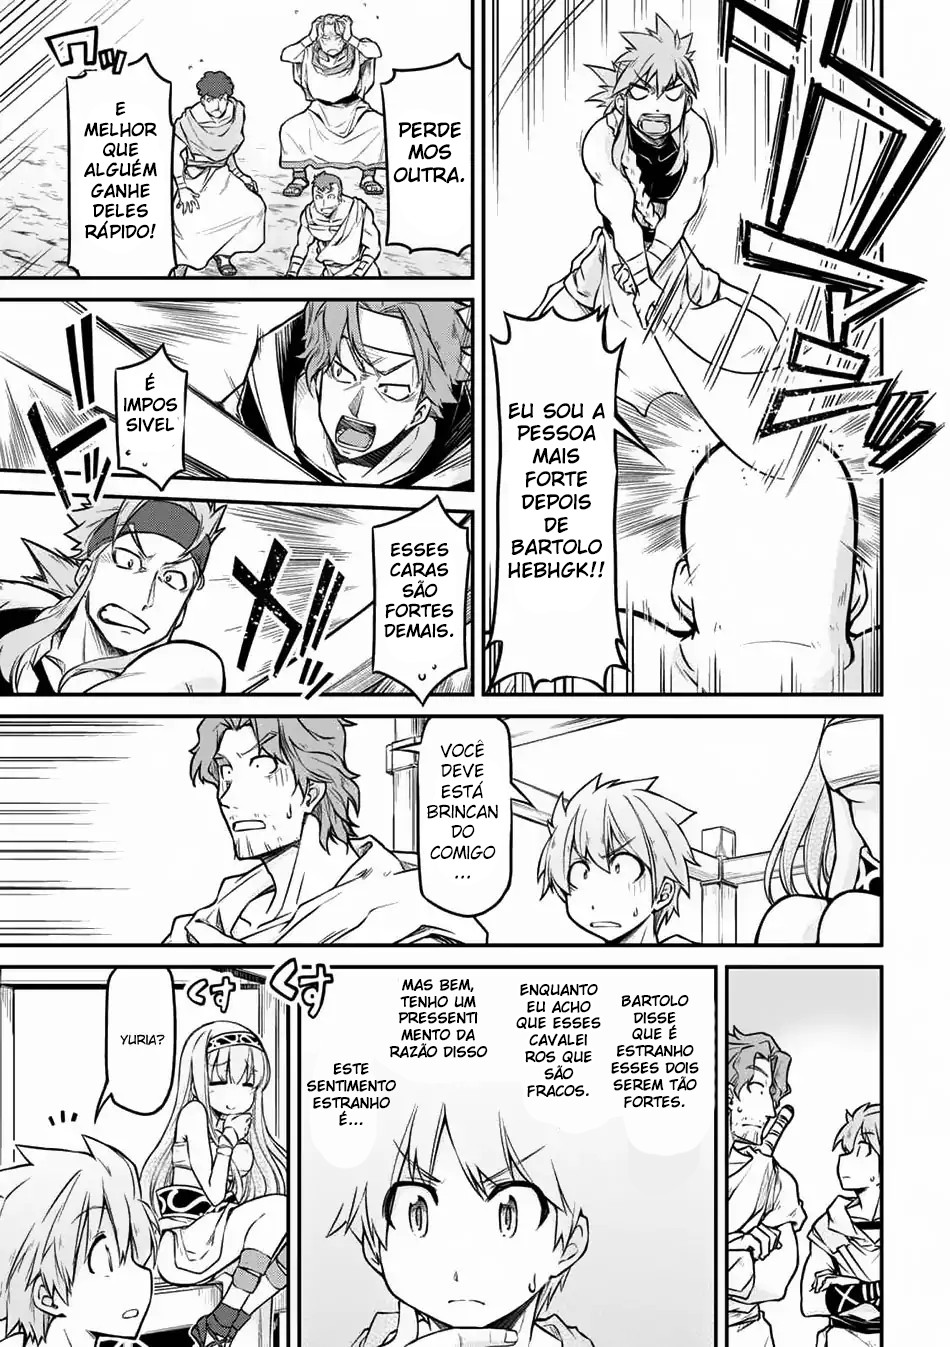 EU SOU A
PESSOA
MAIS
FORTE
DEPOIS
DE
BARTOLO
HEBHGK!!
PERDE
MOS
OUTRA.
E
MELHOR
QUE
ALGUÉM
GANHE
DELES
RÁPIDO!
É
IMPOS
SIVEL
ESSES
CARAS
SÃO
FORTES
DEMAIS.
VOCÊ
DEVE
ESTÁ
BRINCAN
DO
COMIGO
...
BARTOLO
DISSE
QUE É
ESTRANHO
ESSES DOIS
SEREM TÃO
FORTES.
ENQUANTO
EU ACHO
QUE ESSES
CAVALEI
ROS QUE
SÃO
FRACOS.
MAS BEM,
TENHO UM
PRESSENTI
MENTO DA
RAZÃO DISSO
ESTE
SENTIMENTO
ESTRANHO
É...
くす
くす
YURIA?